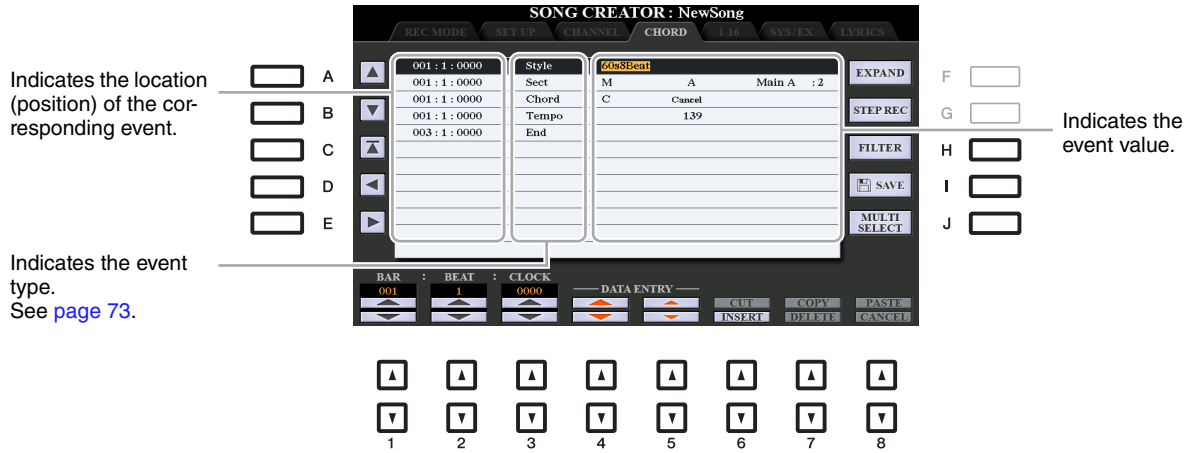 SONG CREATOR : NewSong
REC MODE SET UP CHANNEL CHORD 1-16 SYS/EX. LYRICS
Indicates the location
(position) of the cor-
responding event.
Indicates the event
type.
See page 73.
A
B
C
D
E
001 : 1 : 0000 Style 60s8Beat
001 : 1 : 0000 Sect M A Main A : 2
001 : 1 : 0000 Chord C Cancel
001 : 1 : 0000 Tempo 139
003 : 1 : 0000 End
EXPAND
STEP REC
FILTER
SAVE
MULTI
SELECT
F
G
H
I
J
Indicates the
event value.
BAR : BEAT : CLOCK
001 1 0000
DATA ENTRY
CUT COPY PASTE
INSERT DELETE CANCEL
1 2 3 4 5 6 7 8